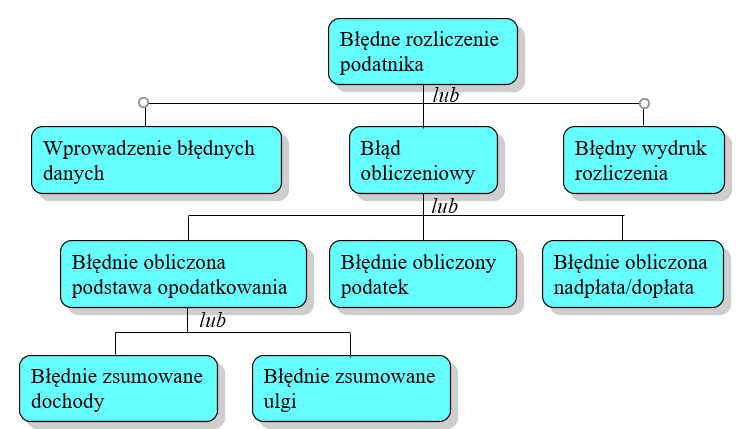 Błędne rozliczenie
podatnika
lub
Wprowadzenie błędnych
danych
Błąd
obliczeniowy
Błędny wydruk
rozliczenia
lub
Błędnie obliczona
podstawa opodatkowania
Błędnie obliczony
podatek
Błędnie obliczona
nadpłata/dopłata
lub
Błędnie zsumowane
dochody
Błędnie zsumowane
ulgi